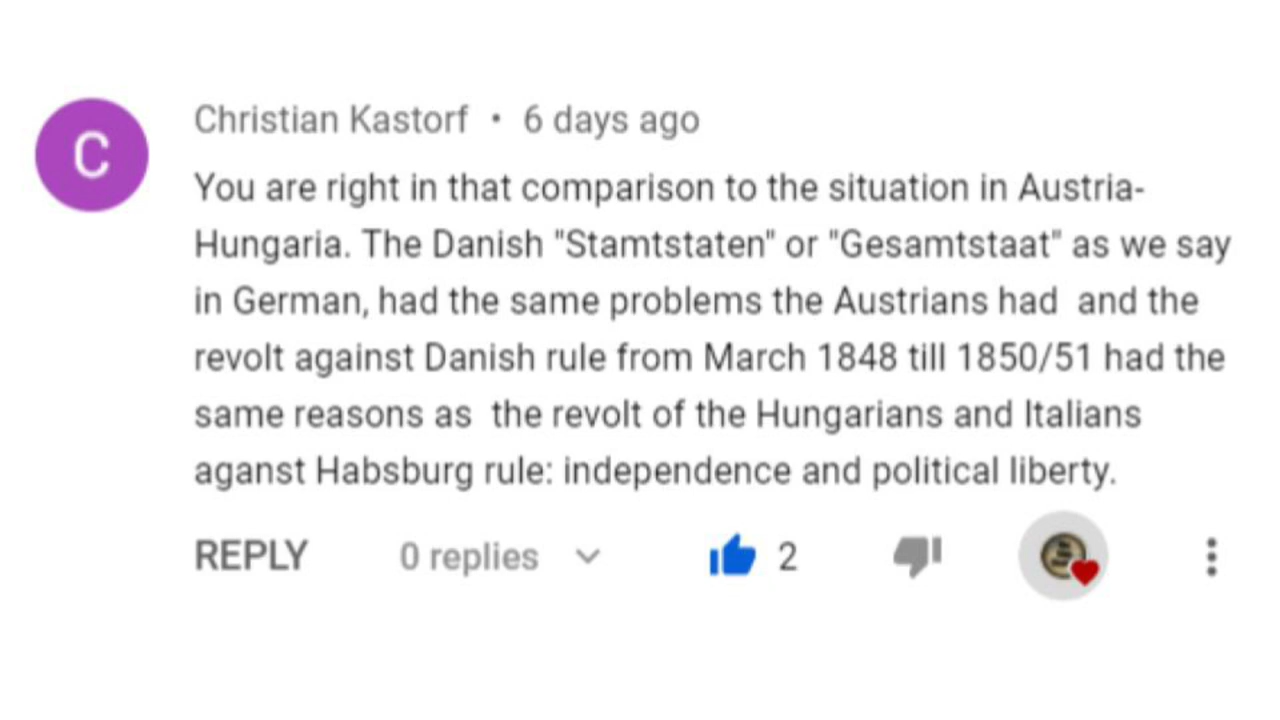 C
Christian Kastorf • 6 days ago
You are right in that comparison to the situation in Austria-
Hungaria. The Danish "Stamtstaten" or "Gesamtstaat" as we say
in German, had the same problems the Austrians had  and the
revolt against Danish rule from March 1848 till 1850/51 had the
same reasons as  the revolt of the Hungarians and Italians
aganst Habsburg rule: independence and political liberty.
REPLY 0 replies 2